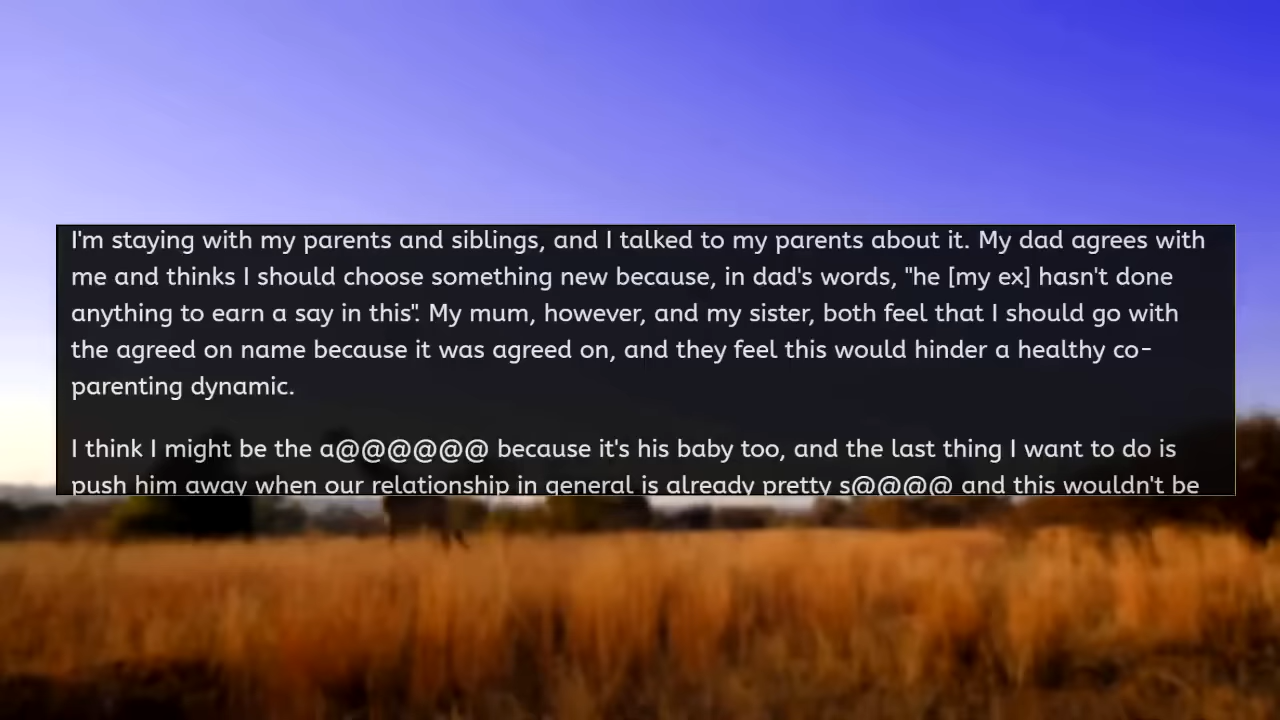 I'm staying with my parents and siblings, and I talked to my parents about it. My dad agrees with
me and thinks I should choose something new because, in dad's words, "he [my ex] hasn't done
anything to earn a say in this". My mum, however, and my sister, both feel that I should go with
the agreed on name because it was agreed on, and they feel this would hinder a healthy co-
parenting dynamic.
I think I might be the a@@@@@@ because it's his baby too, and the last thing I want to do is
push him away when our relationship in general is already pretty s@@@@ and this wouldn't be